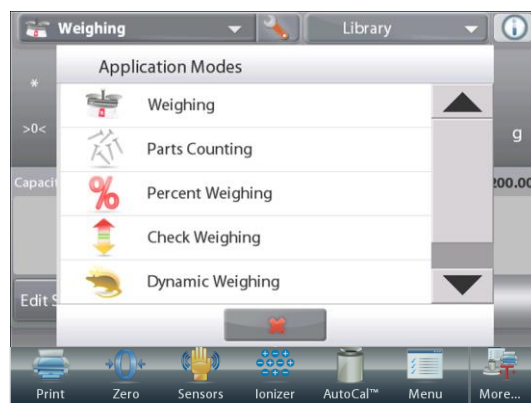 Weighing
Library
Application Modes
*
Weighing
>0<
g
Parts Counting
Capacit
Percent Weighing
200.00
Check Weighing
Dynamic Weighing
Edit S
Print Zero Sensors Ionizer AutoCal™ Menu More...